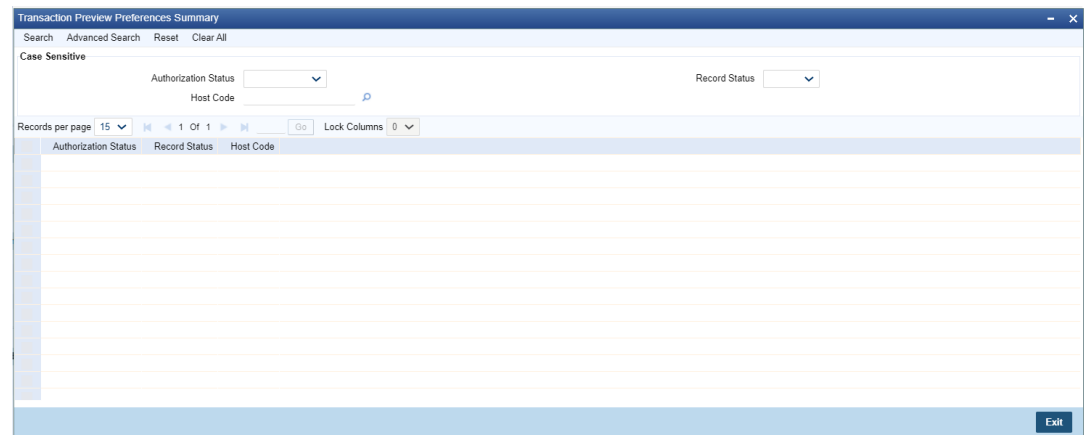 Transaction Preview Preferences Summary
Search Advanced Search Reset Clear All
Case Sensitive
Authorization Status Record Status
Host Code
Records per page 15 1 Of 1 Go Lock Columns 0
Authorization Status Record Status Host Code
Exit